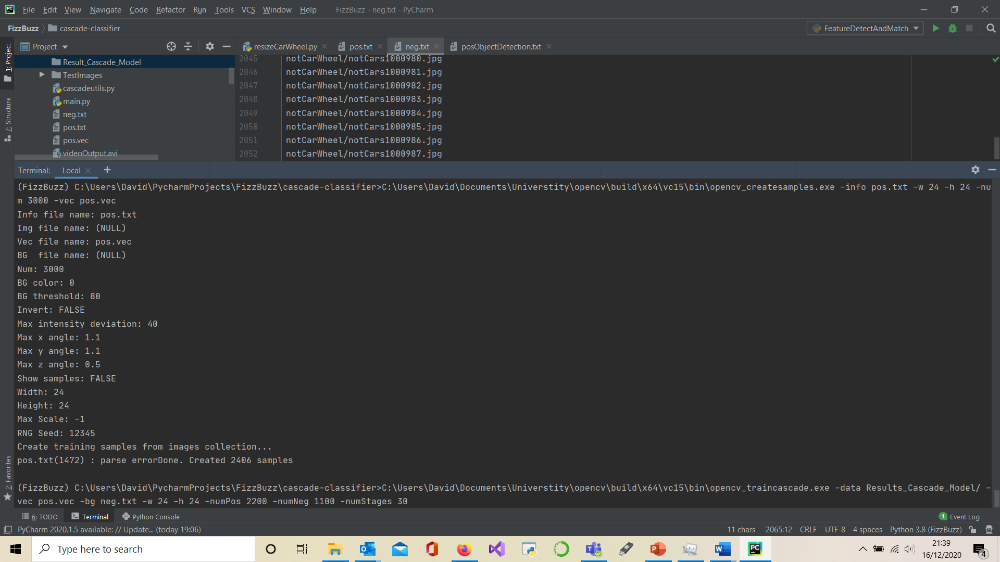 File Edit View Navigate Code Refactor Run Tools VCS Window Help FizzBuzz - neg.txt - PyCharm
FizzBuzz cascade-classifier FeatureDetectAndMatch
1: Project
7: Structure
2: Favorites
Project
Result_Cascade_Model
TestImages
cascadeutils.py
main.py
neg.txt
pos.txt
pos.vec
videoOutput.avi
resizeCarWheel.py pos.txt neg.txt posObjectDetection.txt
2045 notCarWheel/notCars1000980.jpg
2046 notCarWheel/notCars1000981.jpg
2047 notCarWheel/notCars1000982.jpg
2048 notCarWheel/notCars1000983.jpg
2049 notCarWheel/notCars1000984.jpg
2050 notCarWheel/notCars1000985.jpg
2051 notCarWheel/notCars1000986.jpg
2052 notCarWheel/notCars1000987.jpg
Terminal: Local +
(FizzBuzz) C:\Users\David\PycharmProjects\FizzBuzz\cascade-classifier>C:\Users\David\Documents\Universtity\opencv\build\x64\vc15\bin\opencv_createsamples.exe -info pos.txt -w 24 -h 24 -nu
m 3000 -vec pos.vec
Info file name: pos.txt
Img file name: (NULL)
Vec file name: pos.vec
BG  file name: (NULL)
Num: 3000
BG color: 0
BG threshold: 80
Invert: FALSE
Max intensity deviation: 40
Max x angle: 1.1
Max y angle: 1.1
Max z angle: 0.5
Show samples: FALSE
Width: 24
Height: 24
Max Scale: -1
RNG Seed: 12345
Create training samples from images collection...
pos.txt(1472) : parse errorDone. Created 2406 samples
(FizzBuzz) C:\Users\David\PycharmProjects\FizzBuzz\cascade-classifier>C:\Users\David\Documents\Universtity\opencv\build\x64\vc15\bin\opencv_traincascade.exe -data Results_Cascade_Model/ -
vec pos.vec -bg neg.txt -w 24 -h 24 -numPos 2200 -numNeg 1100 -numStages 30
6: TODO Terminal Python Console 1 Event Log
PyCharm 2020.1.5 available: // Update... (today 19:06) 11 chars 2065:12 CRLF UTF-8 4 spaces Python 3.8 (FizzBuzz)
Type here to search
21:39
16/12/2020
4